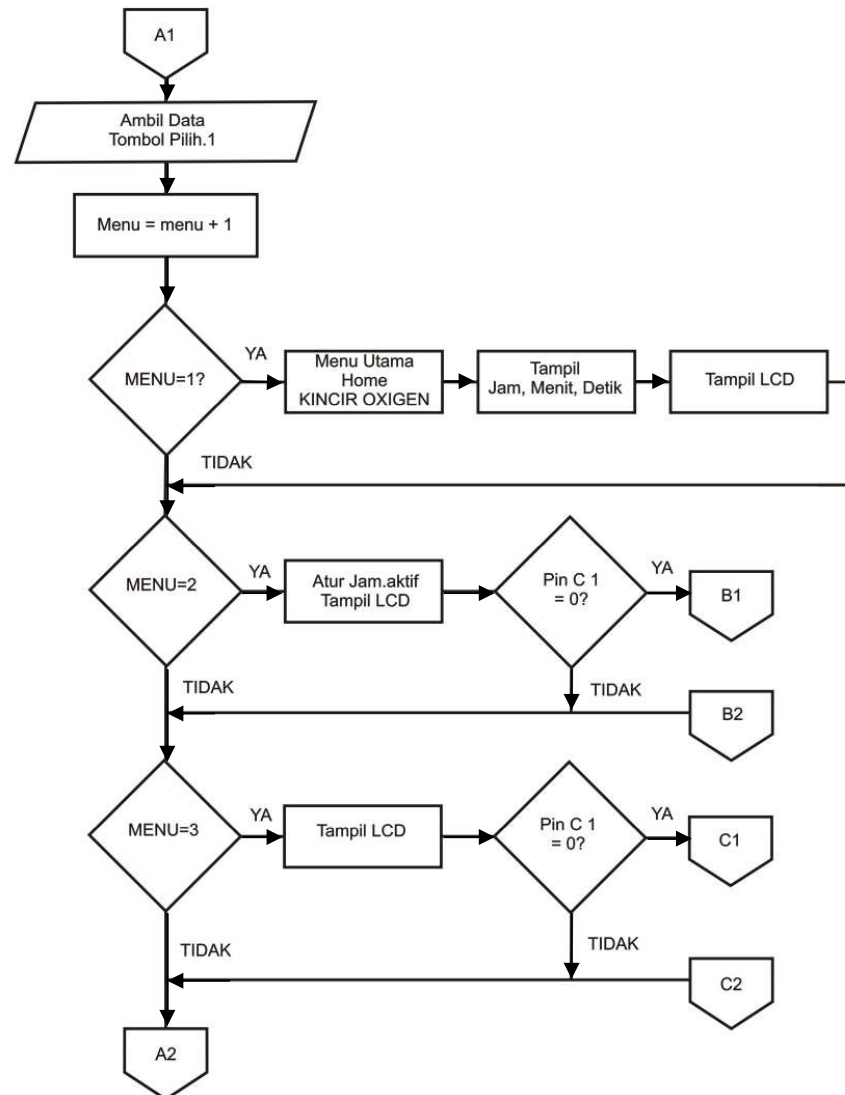 A1
Ambil Data
Tombol Pilih.1
Menu = menu + 1
MENU=1?
YA
Menu Utama
Home
KINCIR OXIGEN
Tampil
Jam, Menit, Detik
Tampil LCD
TIDAK
MENU=2
YA
Atur Jam.aktif
Tampil LCD
Pin C 1
= 0?
YA
B1
TIDAK
TIDAK
B2
MENU=3
YA
Tampil LCD
Pin C 1
= 0?
YA
C1
TIDAK
TIDAK
C2
A2